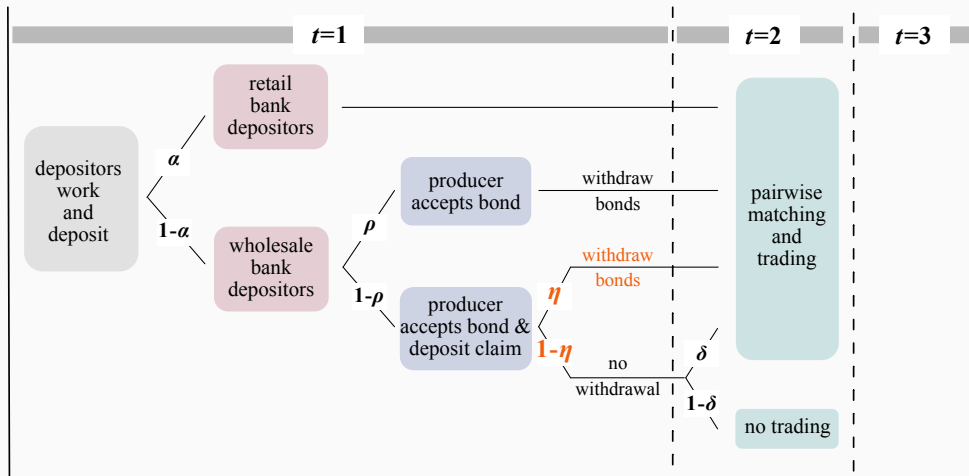 t=1
t=2
t=3
depositors
work
and
deposit
α
1-α
retail
bank
depositors
wholesale
bank
depositors
ρ
1-ρ
producer
accepts bond
producer
accepts bond &
deposit claim
withdraw
bonds
η
1-η
withdraw
bonds
no
withdrawal
δ
1-δ
pairwise
matching
and
trading
no trading